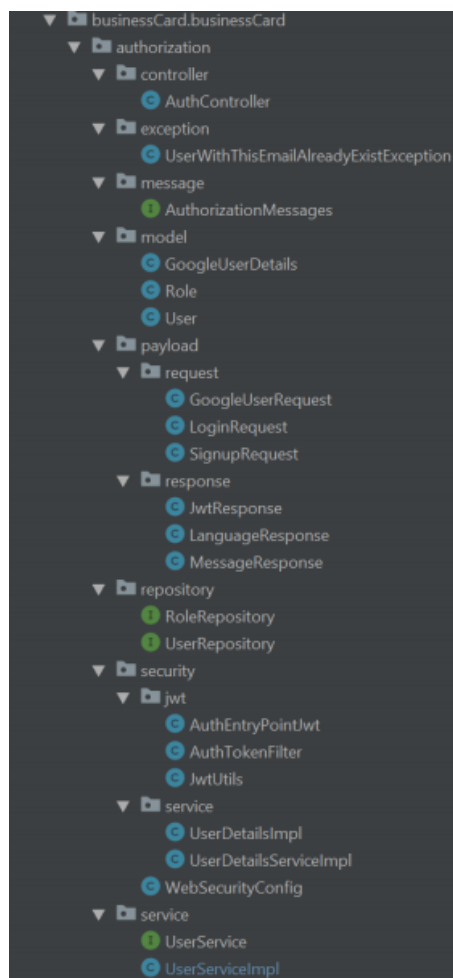 businessCard.businessCard
authorization
controller
C AuthController
exception
C UserWithThisEmailAlreadyExistException
message
I AuthorizationMessages
model
C GoogleUserDetails
C Role
C User
payload
request
C GoogleUserRequest
C LoginRequest
C SignupRequest
response
C JwtResponse
C LanguageResponse
C MessageResponse
repository
I RoleRepository
I UserRepository
security
jwt
C AuthEntryPointJwt
C AuthTokenFilter
C JwtUtils
service
C UserDetailsImpl
C UserDetailsServiceImpl
C WebSecurityConfig
service
I UserService
C UserServiceImpl